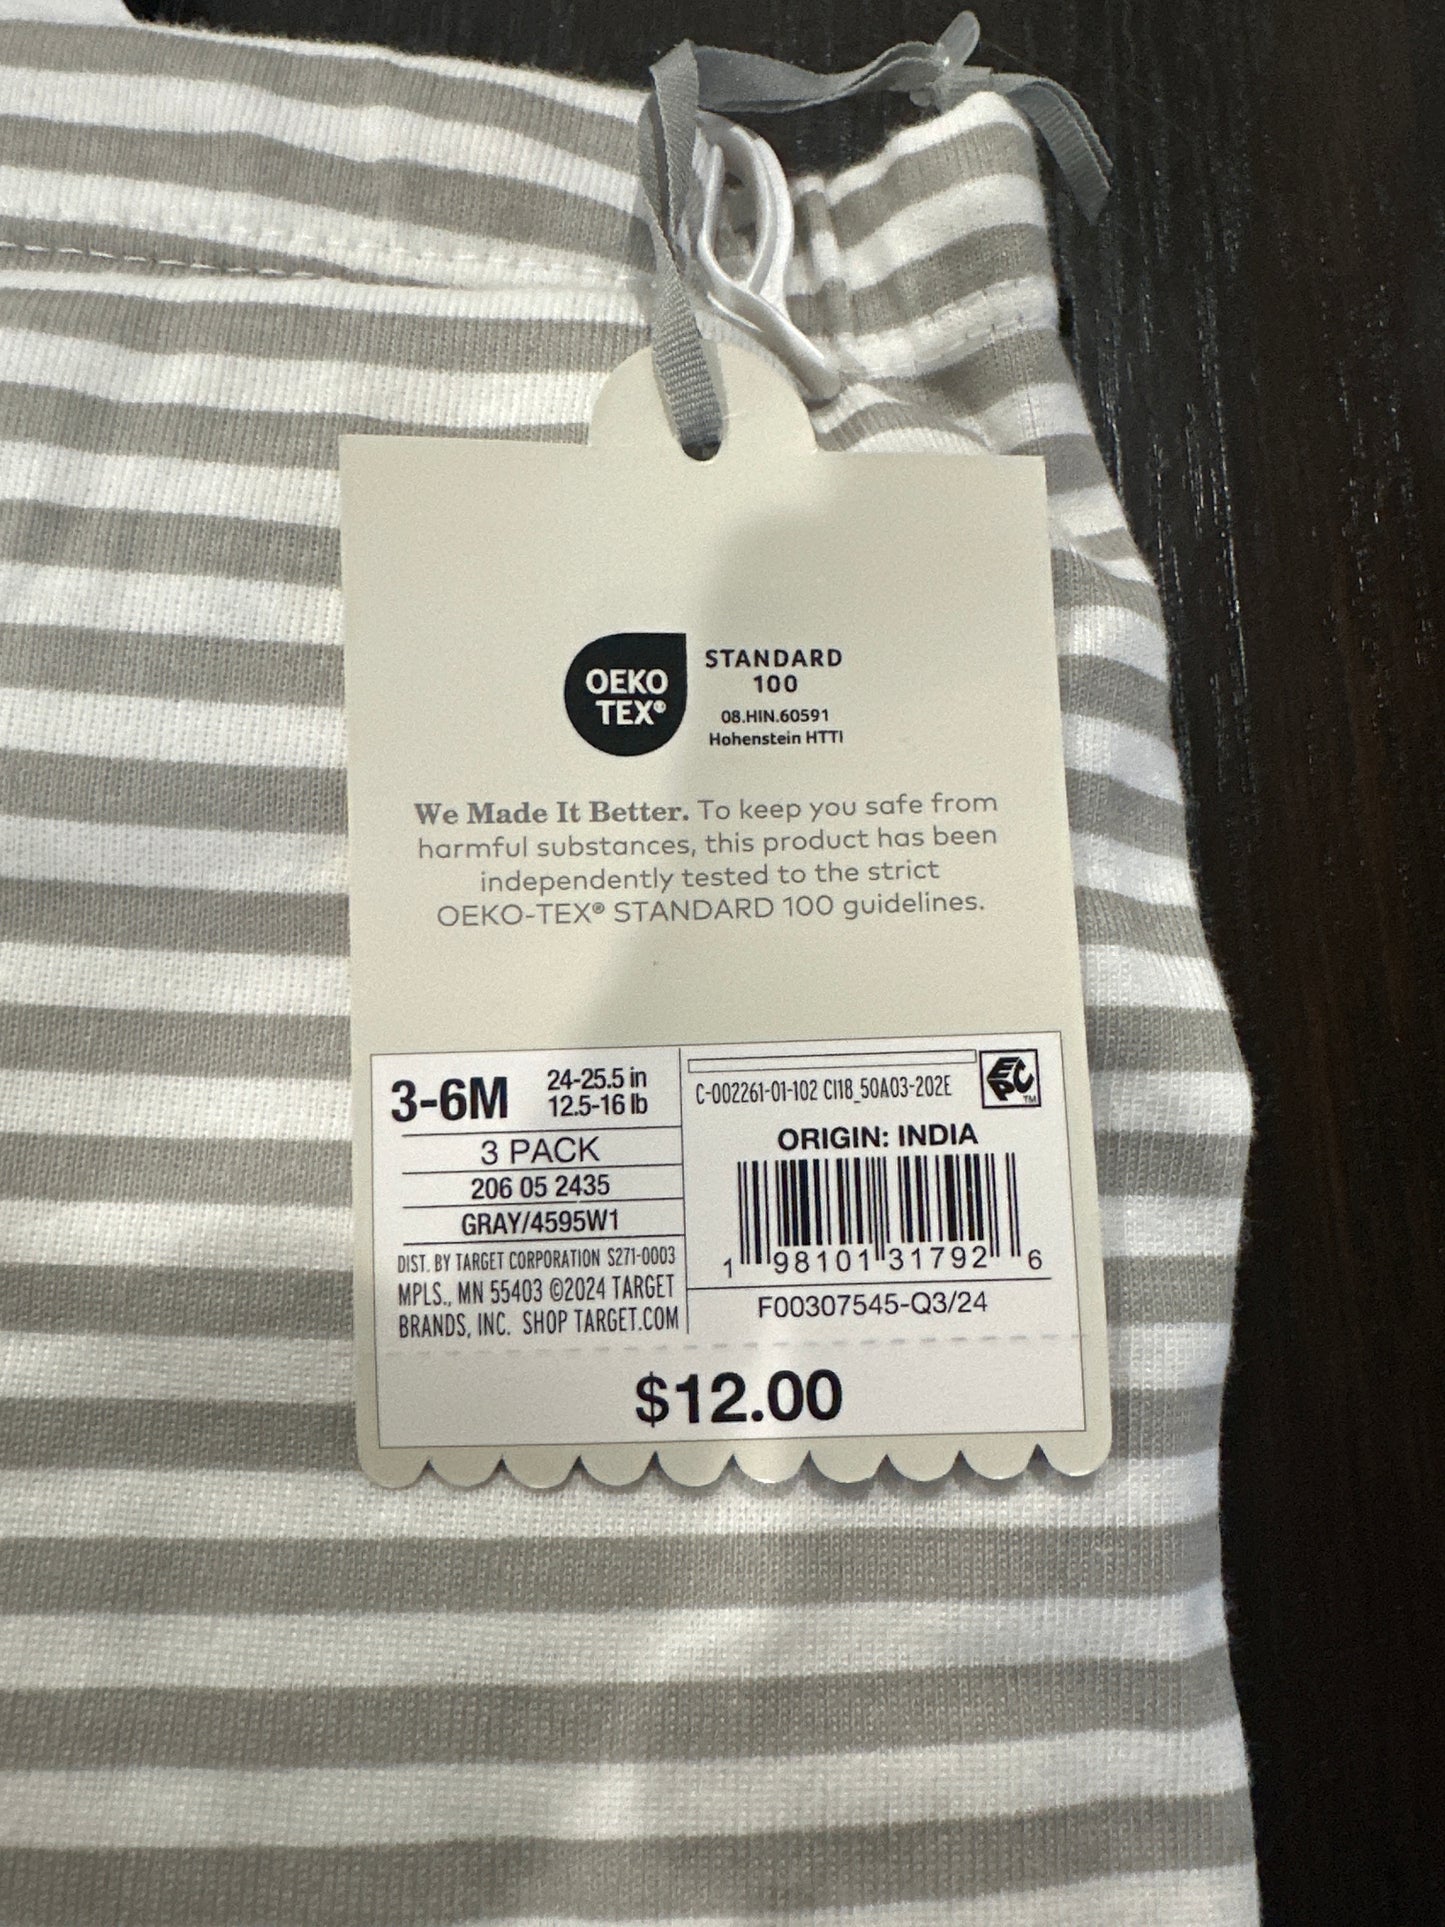 OEKO
TEX®
STANDARD
100
08.HIN.60591
Hohenstein HTTI
We Made It Better. To keep you safe from
harmful substances, this product has been
independently tested to the strict
OEKO-TEX® STANDARD 100 guidelines.
3-6M
24-25.5 in
12.5-16 lb
3 PACK
206 05 2435
GRAY/4595W1
DIST. BY TARGET CORPORATION S271-0003
MPLS., MN 55403 ©2024 TARGET
BRANDS, INC. SHOP TARGET.COM
C-002261-01-102 CI18_50A03-202E
EPC™
ORIGIN: INDIA
1 98101 31792 6
F00307545-Q3/24
$12.00